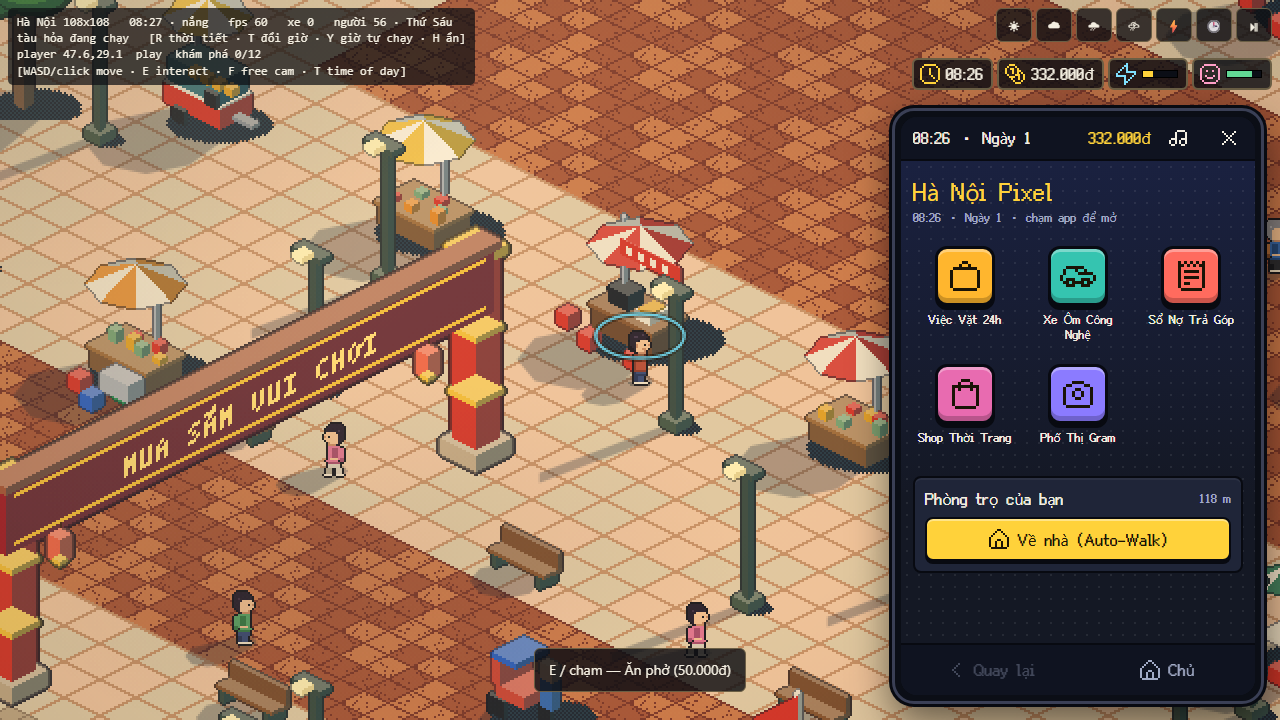 Hà Nội 108x108 08:27 · nắng fps 60 xe 0 người 56 · Thứ Sáu
tàu hỏa đang chạy [R thời tiết · T đổi giờ · Y giờ tự chạy · H ẩn]
player 47.6,29.1 play khám phá 0/12
[WASD/click move · E interact · F free cam · T time of day]
08:26
332.000đ
08:26 · Ngày 1
332.000đ
Hà Nội Pixel
08:26 · Ngày 1 · chạm app để mở
Việc Vặt 24h
Xe Ôm Công Nghệ
Sổ Nợ Trả Góp
Shop Thời Trang
Phố Thị Gram
Phòng trọ của bạn
118 m
Về nhà (Auto-Walk)
Quay lại
Chủ
MUA SẮM VUI CHƠI
E / chạm — Ăn phở (50.000đ)